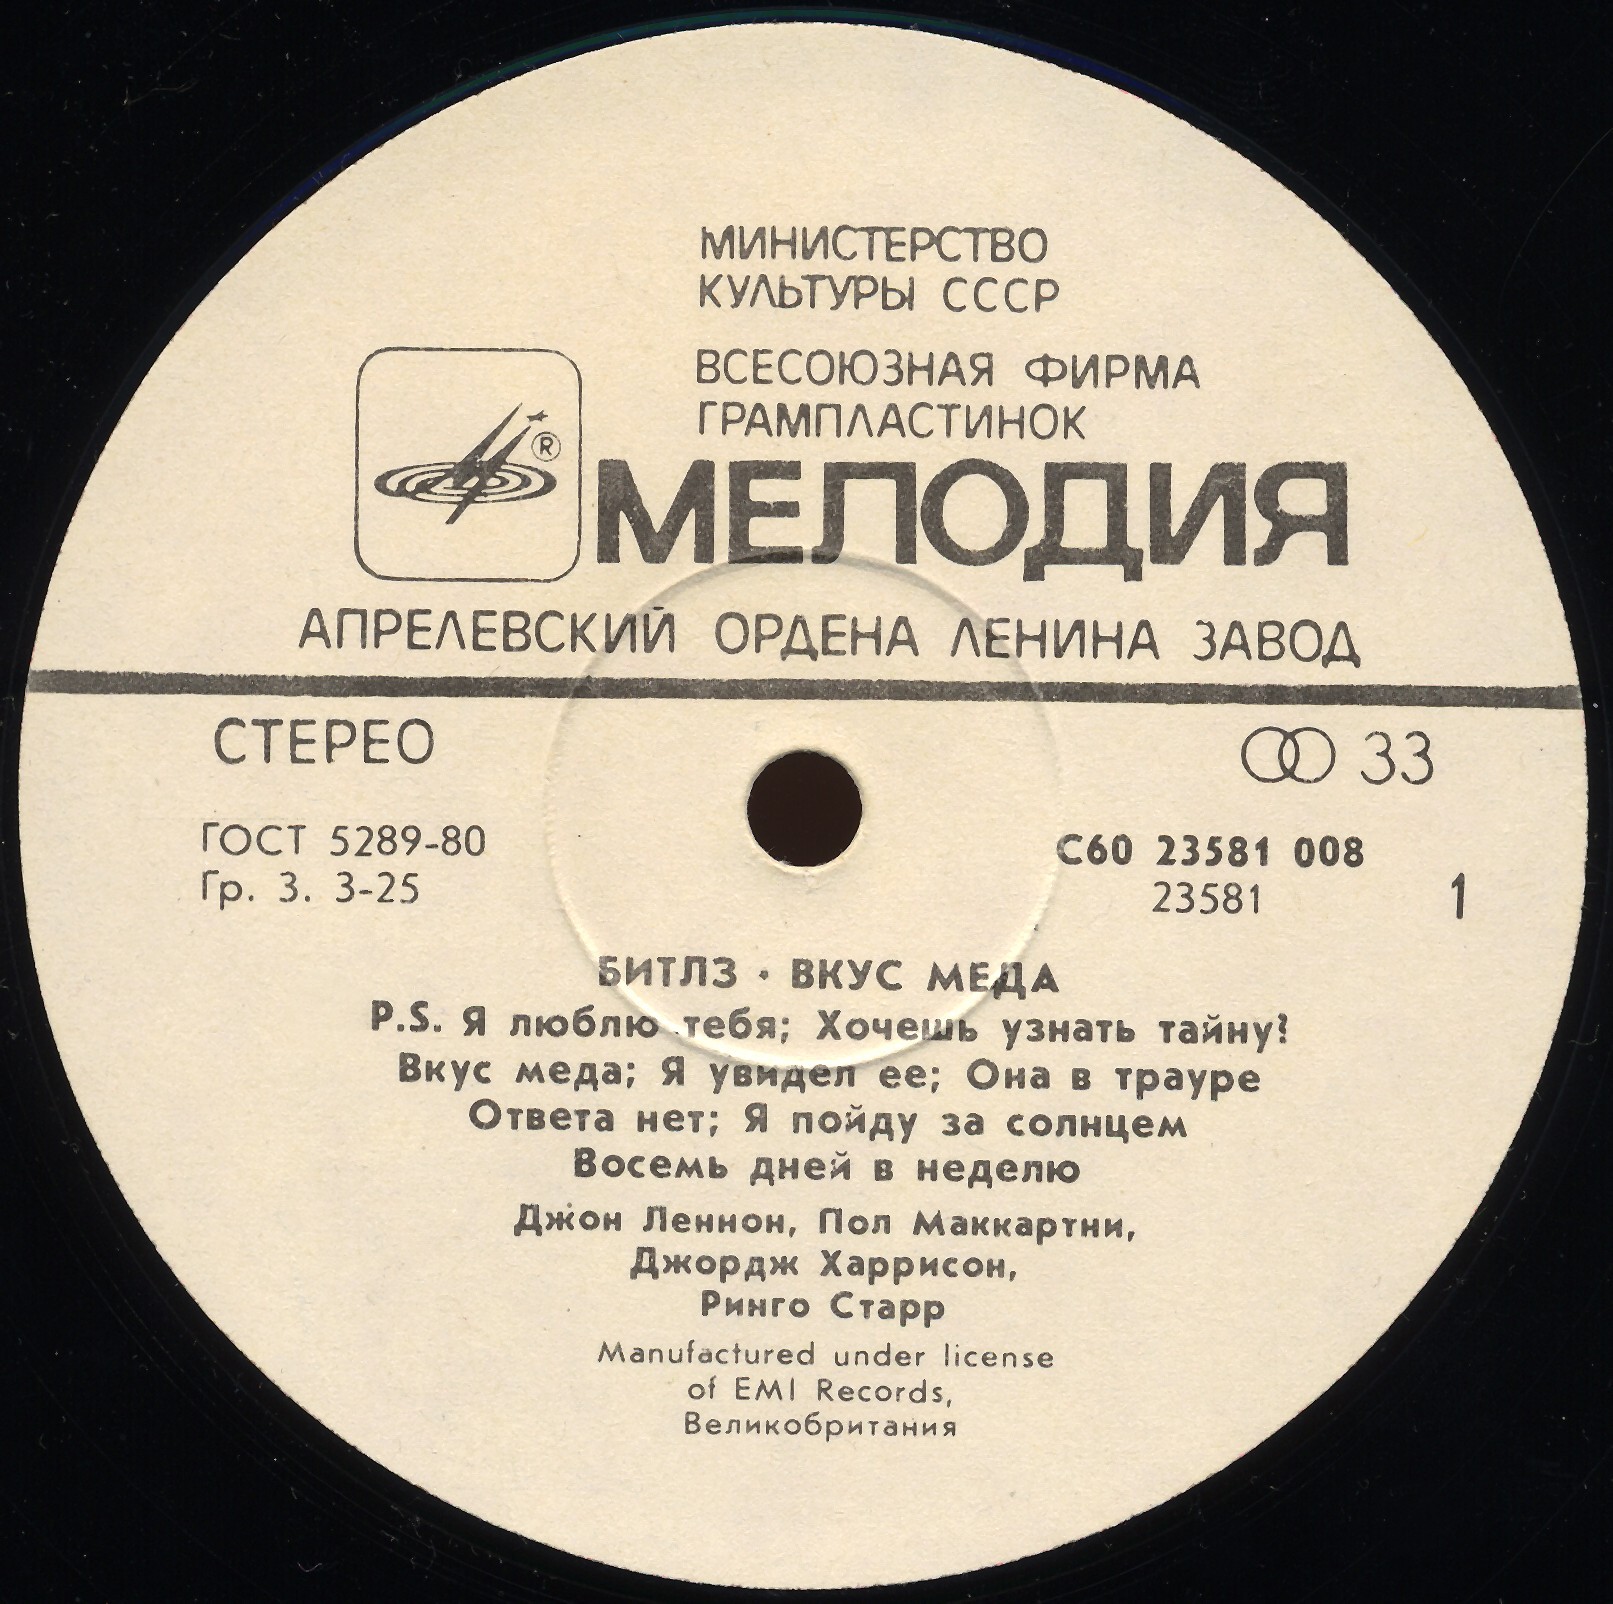 МИНИСТЕРСТВО
КУЛЬТУРЫ СССР
ВСЕСОЮЗНАЯ ФИРМА
ГРАМПЛАСТИНОК
®
МЕЛОДИЯ
АПРЕЛЕВСКИЙ ОРДЕНА ЛЕНИНА ЗАВОД
СТЕРЕО
33
ГОСТ 5289-80
Гр. 3. 3-25
С60 23581 008
23581
1
БИТЛЗ · ВКУС МЕДА
P.S. Я люблю тебя; Хочешь узнать тайну?
Вкус меда; Я увидел ее; Она в трауре
Ответа нет; Я пойду за солнцем
Восемь дней в неделю
Джон Леннон, Пол Маккартни,
Джордж Харрисон,
Ринго Старр
Manufactured under license
of EMI Records,
Великобритания